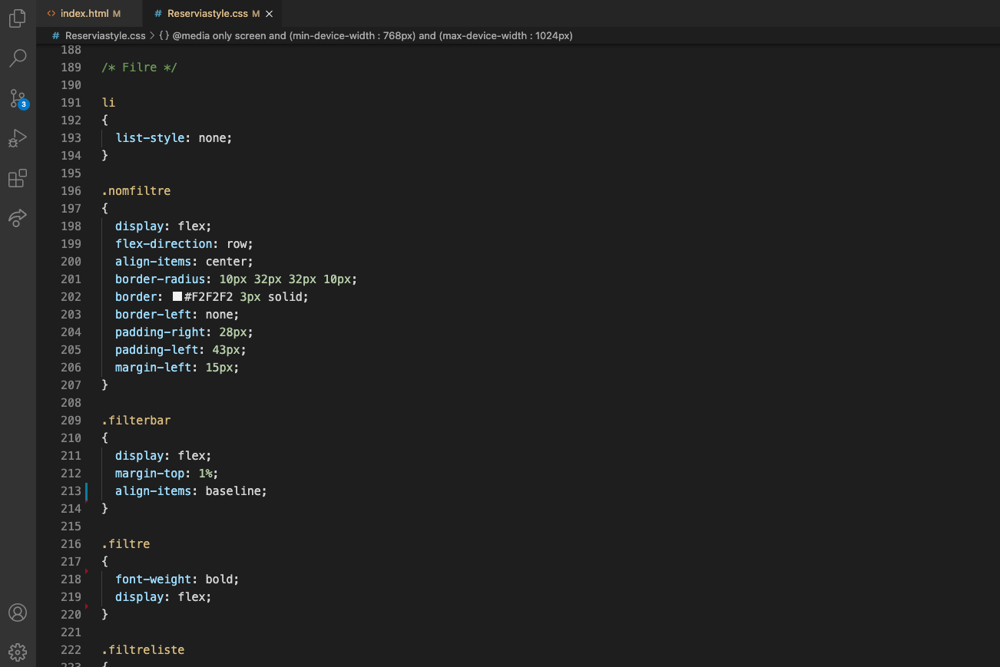 <> index.html M # Reserviastyle.css M ×
# Reserviastyle.css > {} @media only screen and (min-device-width : 768px) and (max-device-width : 1024px)
188
189 /* Filre */
190
191 li
192 {
3
193 list-style: none;
194 }
195
196 .nomfiltre
197 {
198 display: flex;
199 flex-direction: row;
200 align-items: center;
201 border-radius: 10px 32px 32px 10px;
202 border: #F2F2F2 3px solid;
203 border-left: none;
204 padding-right: 28px;
205 padding-left: 43px;
206 margin-left: 15px;
207 }
208
209 .filterbar
210 {
211 display: flex;
212 margin-top: 1%;
213 align-items: baseline;
214 }
215
216 .filtre
217 {
218 font-weight: bold;
219 display: flex;
220 }
221
222 .filtreliste
223 {